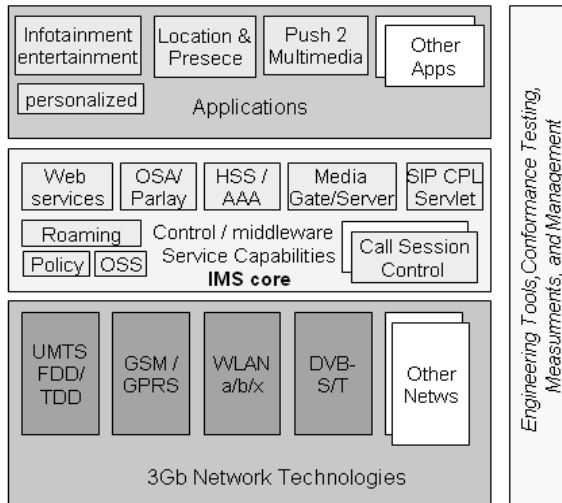 Infotainment
entertainment
Location &
Presece
Push 2
Multimedia
Other
Apps
personalized
Applications
Web
services
OSA/
Parlay
HSS /
AAA
Media
Gate/Server
SIP CPL
Servlet
Roaming
Control / middleware
Service Capabilities
Policy
OSS
IMS core
Call Session
Control
UMTS
FDD/
TDD
GSM /
GPRS
WLAN
a/b/x
DVB-
S/T
Other
Netws
3Gb Network Technologies
Engineering Tools,Conformance Testing,
Measurments, and Management